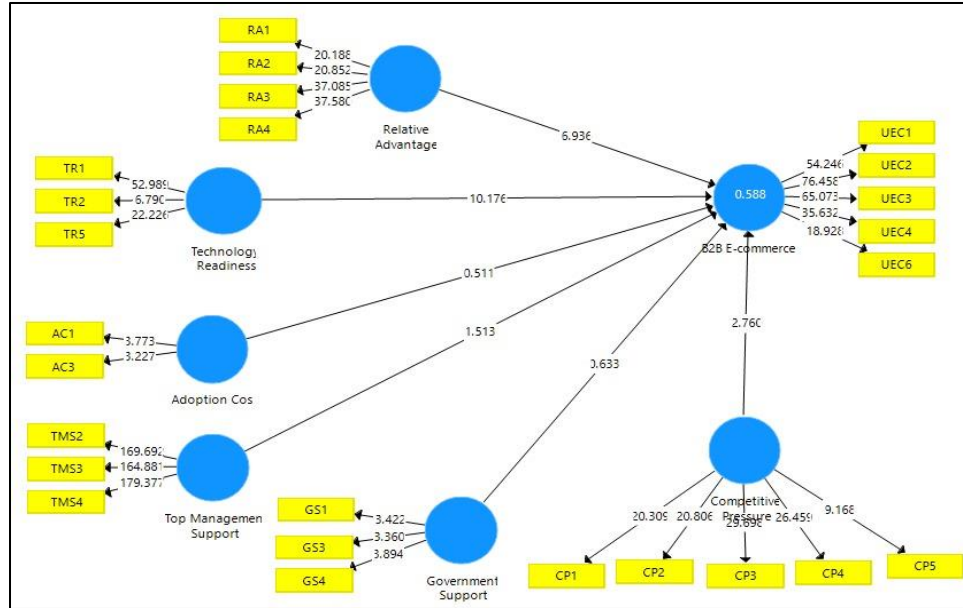 RA1
20.188
RA2
20.852
RA3
37.085
RA4
37.580
Relative
Advantage
6.936
TR1
52.989
TR2
6.790
TR5
22.226
Technology
Readiness
10.176
UEC1
54.246
UEC2
76.458
UEC3
65.073
UEC4
35.632
UEC6
18.928
0.588
B2B E-commerce
AC1
3.773
AC3
3.227
Adoption Cos
0.511
1.513
0.633
2.760
TMS2
169.692
TMS3
164.881
TMS4
179.377
Top Managemen
Support
GS1
3.422
GS3
3.360
GS4
3.894
Government
Support
Competitive
Pressure
20.309
20.806
26.459
9.168
CP1
CP2
CP3
CP4
CP5